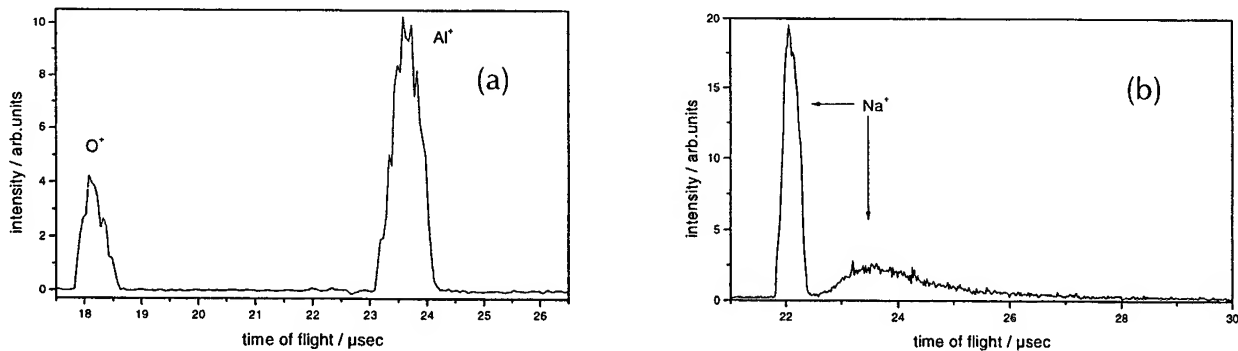 10
8
6
4
2
0
intensity / arb.units
O⁺
Al⁺
(a)
18 19 20 21 22 23 24 25 26
time of flight / µsec
20
15
10
5
0
intensity / arb.units
Na⁺
(b)
22 24 26 28 30
time of flight / µsec